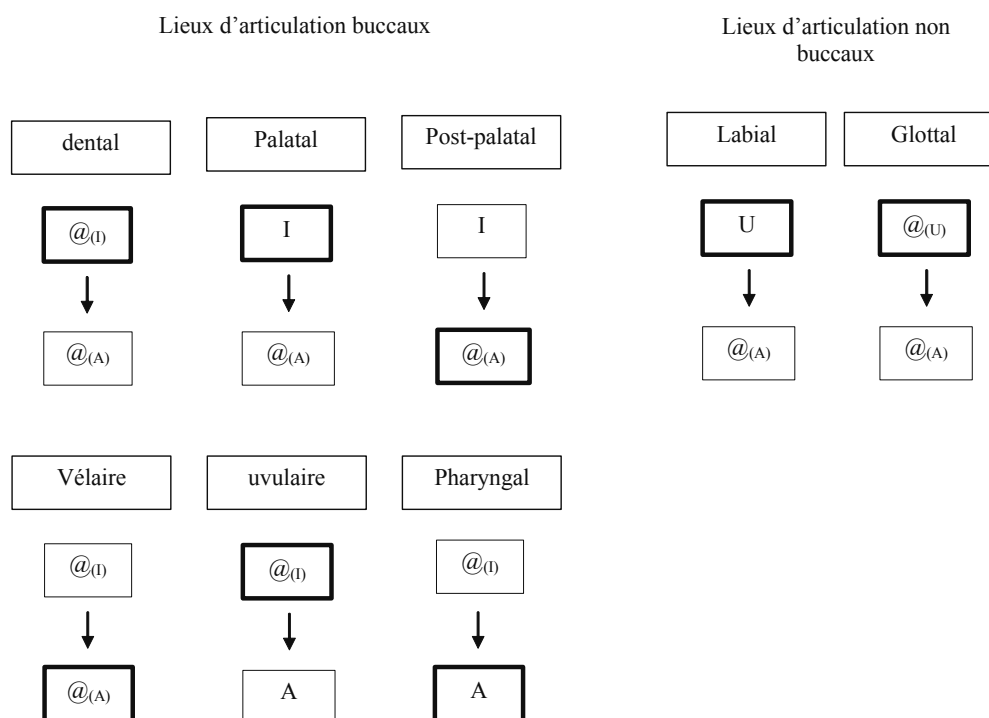 Lieux d’articulation buccaux
Lieux d’articulation non
buccaux
dental
Palatal
Post-palatal
Labial
Glottal
@(I)
I
I
U
@(U)
@(A)
@(A)
@(A)
@(A)
@(A)
Vélaire
uvulaire
Pharyngal
@(I)
@(I)
@(I)
@(A)
A
A